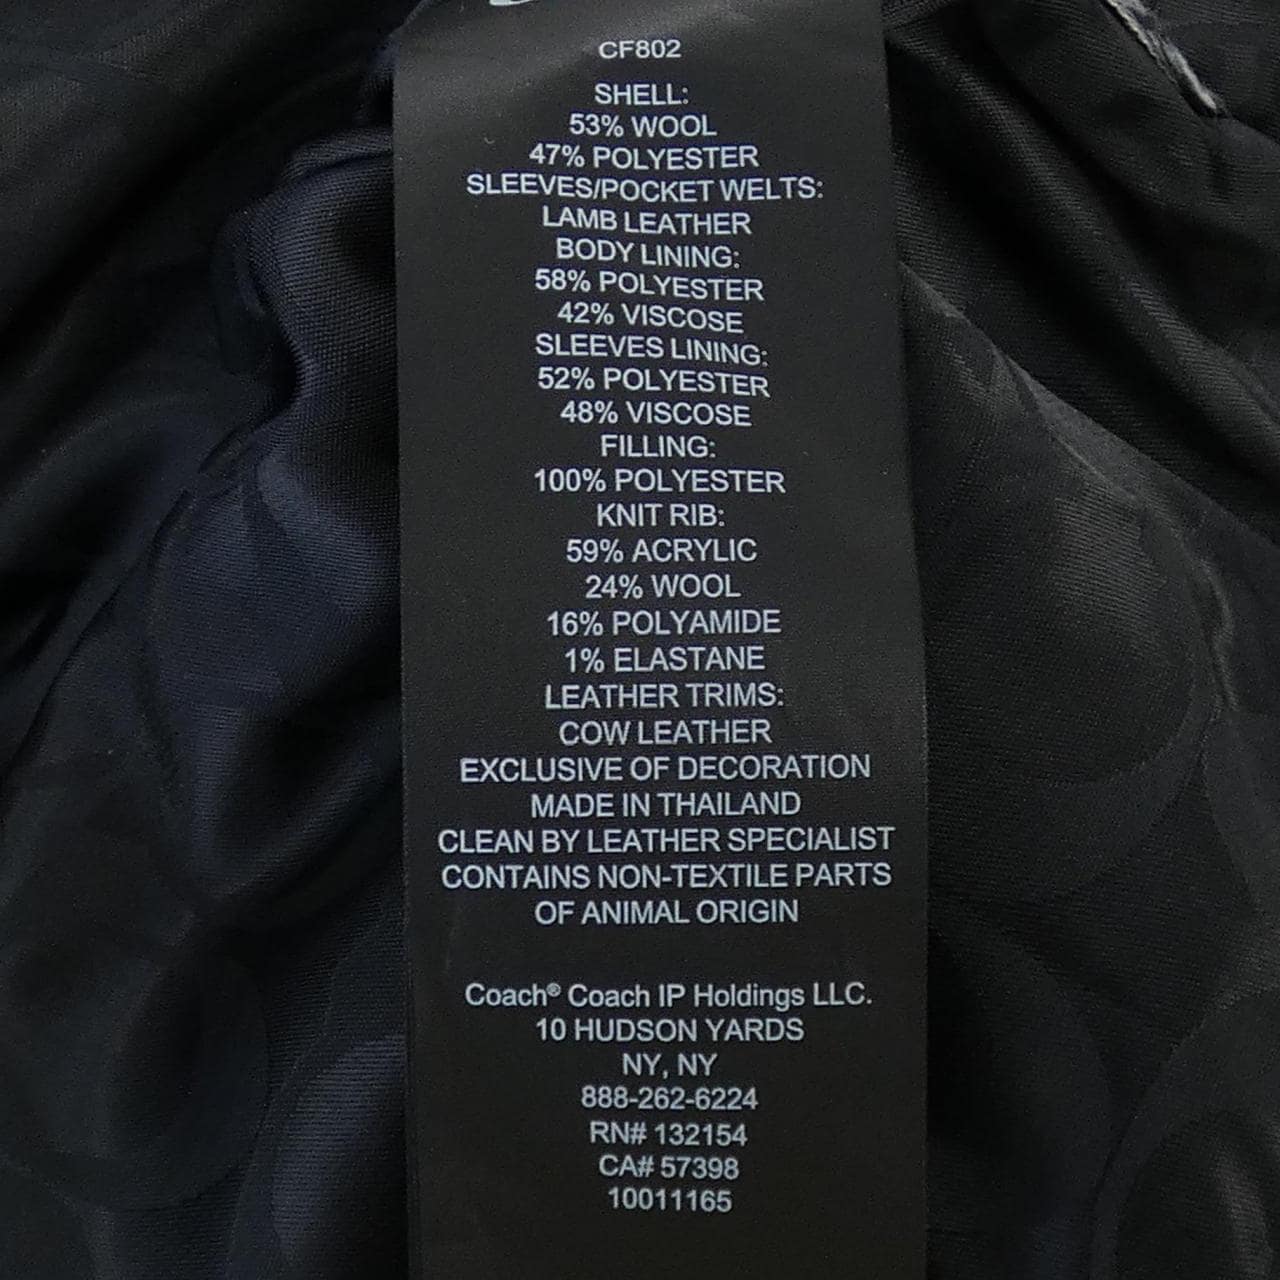 CF802
SHELL:
53% WOOL
47% POLYESTER
SLEEVES/POCKET WELTS:
LAMB LEATHER
BODY LINING:
58% POLYESTER
42% VISCOSE
SLEEVES LINING:
52% POLYESTER
48% VISCOSE
FILLING:
100% POLYESTER
KNIT RIB:
59% ACRYLIC
24% WOOL
16% POLYAMIDE
1% ELASTANE
LEATHER TRIMS:
COW LEATHER
EXCLUSIVE OF DECORATION
MADE IN THAILAND
CLEAN BY LEATHER SPECIALIST
CONTAINS NON-TEXTILE PARTS
OF ANIMAL ORIGIN
Coach® Coach IP Holdings LLC.
10 HUDSON YARDS
NY, NY
888-262-6224
RN# 132154
CA# 57398
10011165